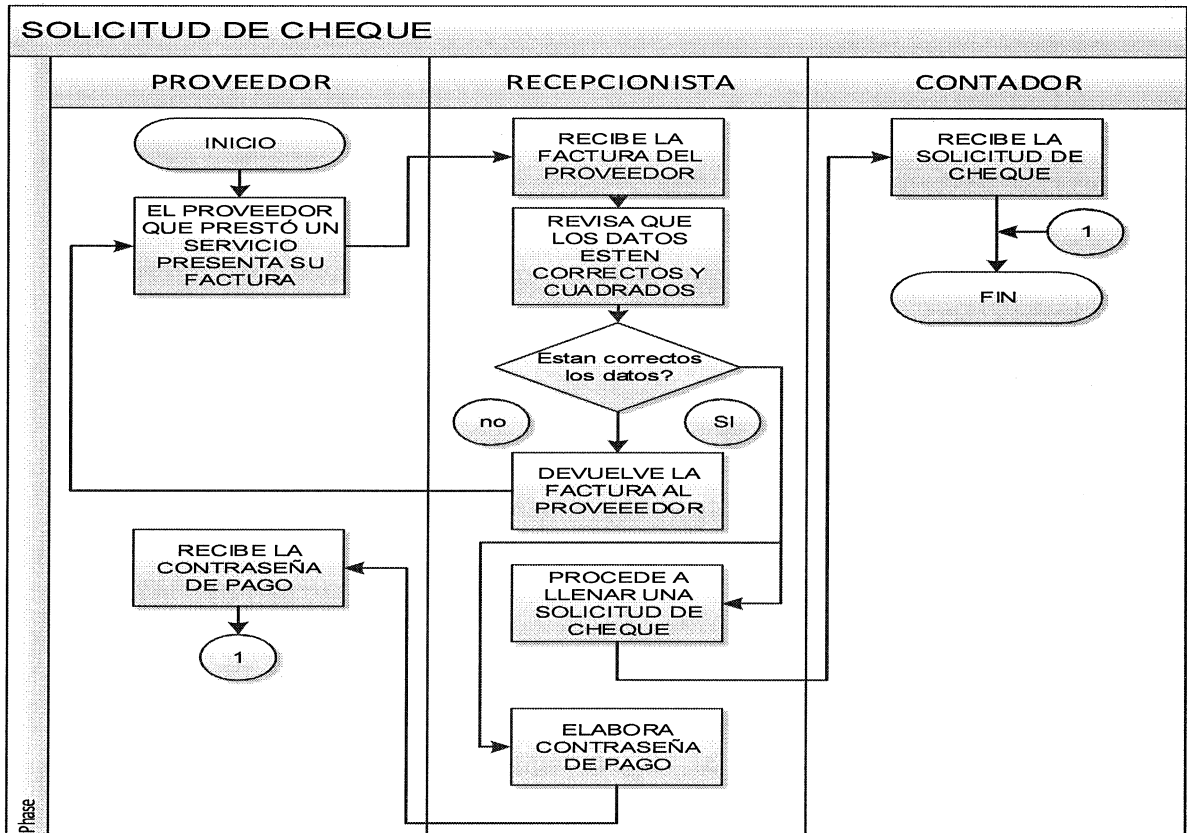 SOLICITUD DE CHEQUE
PROVEEDOR
RECEPCIONISTA
CONTADOR
INICIO
EL PROVEEDOR
QUE PRESTÓ UN
SERVICIO
PRESENTA SU
FACTURA
RECIBE LA
CONTRASEÑA
DE PAGO
1
RECIBE LA
FACTURA DEL
PROVEEDOR
REVISA QUE
LOS DATOS
ESTEN
CORRECTOS Y
CUADRADOS
Estan correctos
los datos?
no
SI
DEVUELVE LA
FACTURA AL
PROVEEEDOR
PROCEDE A
LLENAR UNA
SOLICITUD DE
CHEQUE
ELABORA
CONTRASEÑA
DE PAGO
RECIBE LA
SOLICITUD DE
CHEQUE
1
FIN
Phase